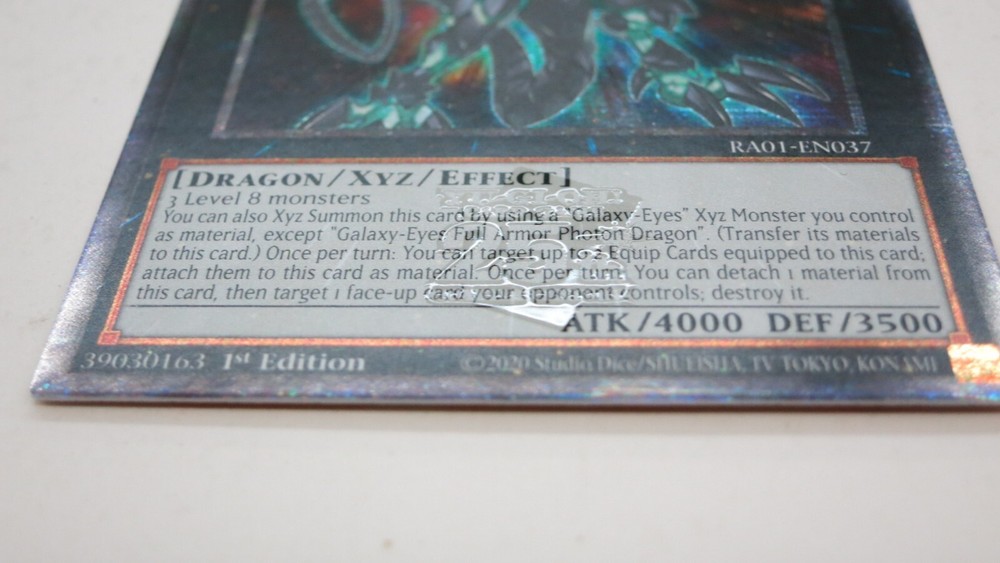 RA01-EN037
[DRAGON/XYZ/EFFECT]
3 Level 8 monsters
You can also Xyz Summon this card by using a "Galaxy-Eyes" Xyz Monster you control
as material, except "Galaxy-Eyes Full Armor Photon Dragon". (Transfer its materials
to this card.) Once per turn: You can target up to 2 Equip Cards equipped to this card;
attach them to this card as material. Once per turn: You can detach 1 material from
this card, then target 1 face-up card your opponent controls; destroy it.
ATK/4000 DEF/3500
39030163 1st Edition ©2020 Studio Dice/SHUEISHA, TV TOKYO, KONAMI